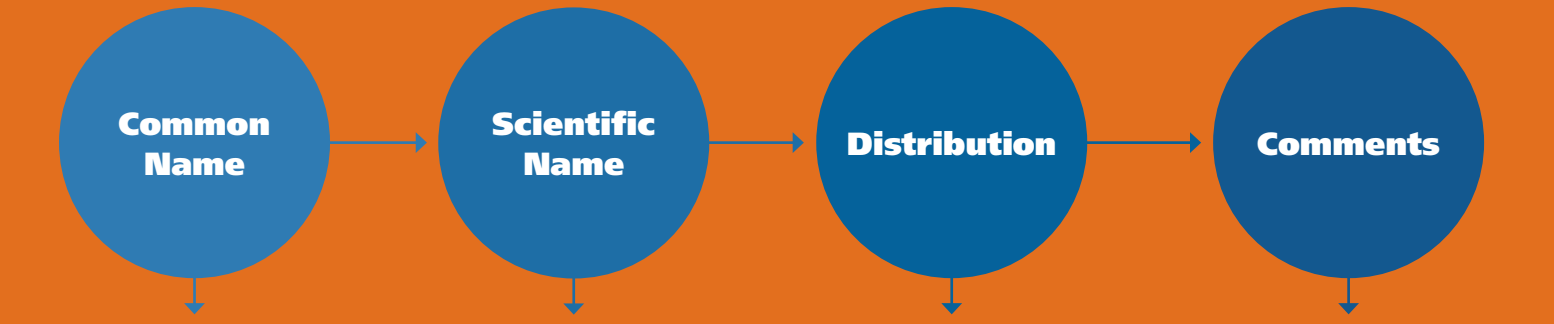 Common
Name
Scientific
Name
Distribution
Comments